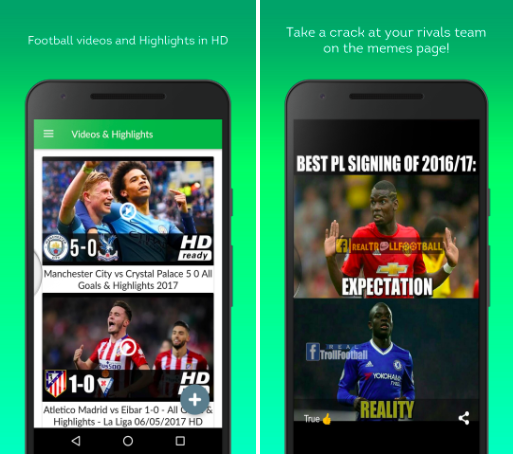 Football videos and Highlights in HD
Videos & Highlights
5-0
HD
ready
Manchester City vs Crystal Palace 5 0 All
Goals & Highlights 2017
1-0
HD
Atletico Madrid vs Eibar 1-0 - All G
&
Highlights - La Liga 06/05/2017 HD
Take a crack at your rivals team
on the memes page!
BEST PL SIGNING OF 2016/17:
f REALTROLLFOOTBALL
CHEVROLET
EXPECTATION
f REAL
TrollFootball
YOKOHAMA
REALITY
True 👍